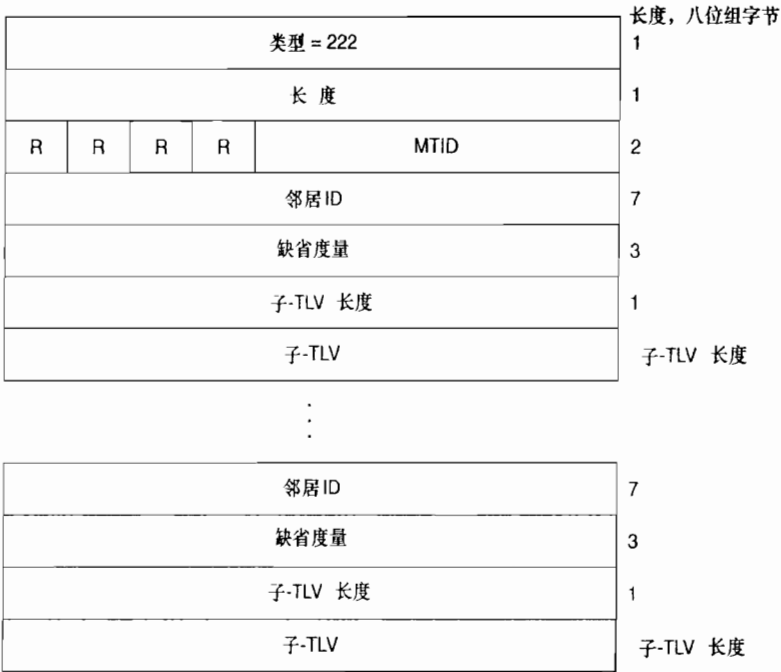 长度，八位组字节
类型 = 222 1
长 度 1
R R R R MTID 2
邻居ID 7
缺省度量 3
子-TLV 长度 1
子-TLV 子-TLV 长度
邻居ID 7
缺省度量 3
子-TLV 长度 1
子-TLV 子-TLV 长度